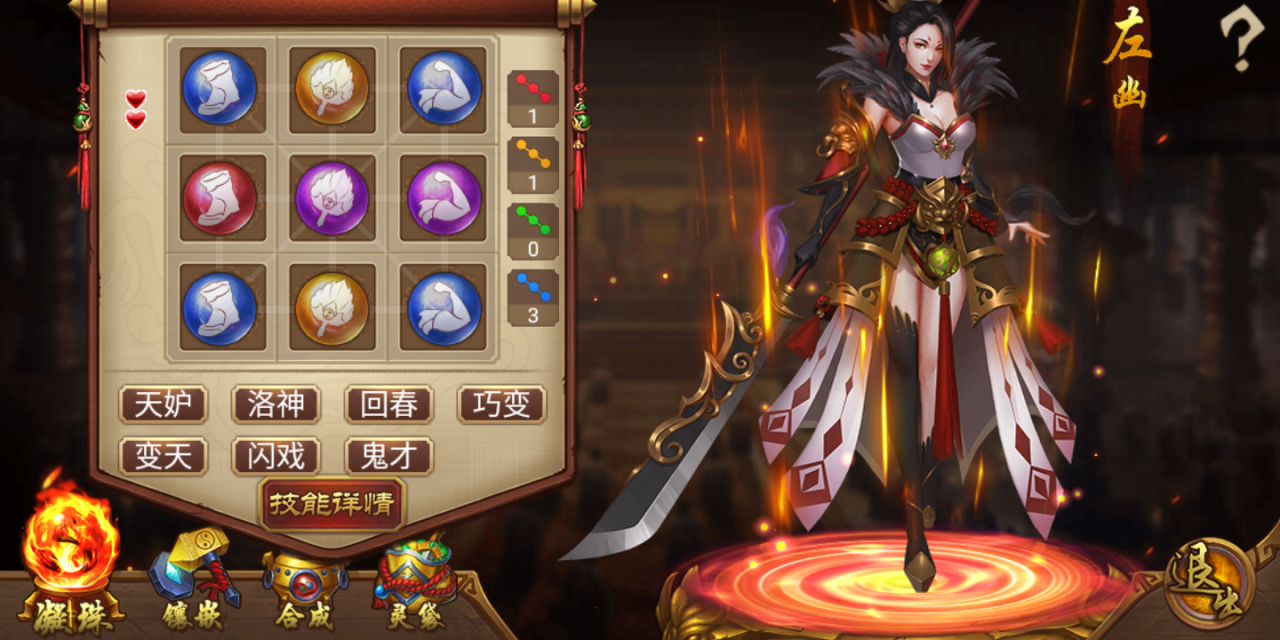 左
幽
?
1
1
0
3
天妒 洛神 回春 巧变
变天 闪戏 鬼才
技能详情
凝珠 镶嵌 合成 灵袋
退出